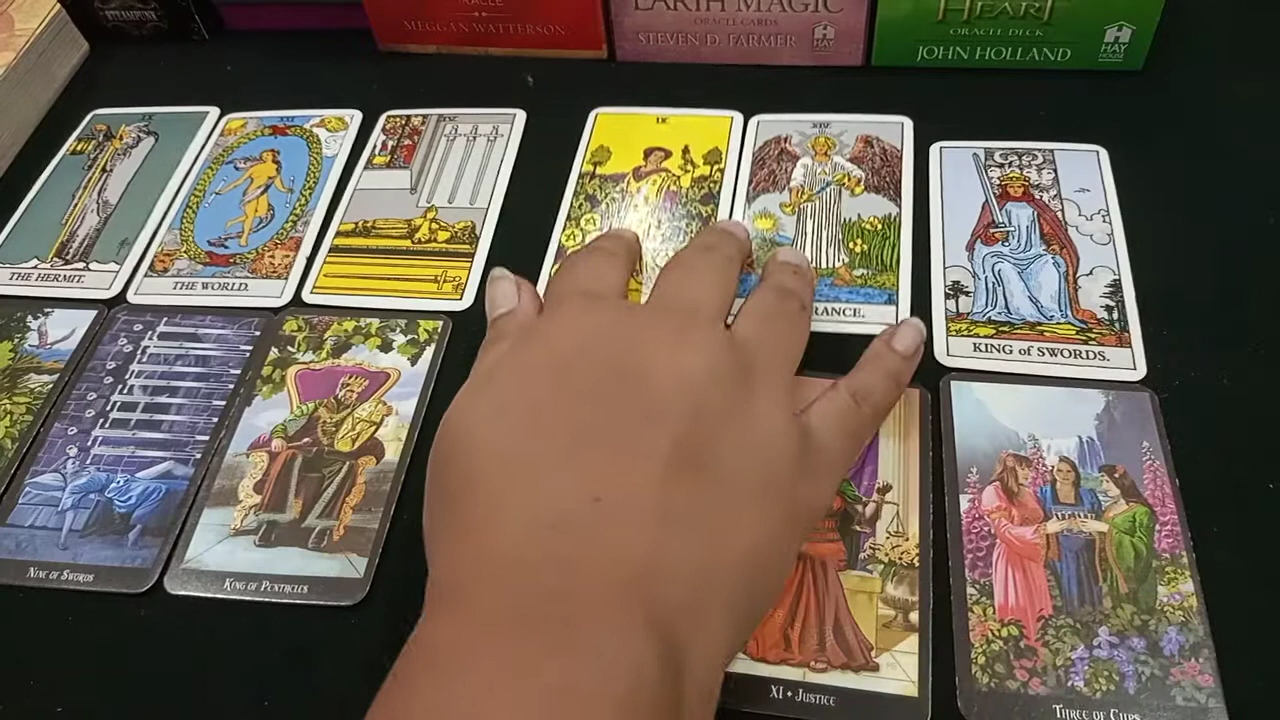 STEAMPUNK
ORACLE
MEGGAN WATTERSON
EARTH MAGIC
ORACLE CARDS
STEVEN D. FARMER
HAY
HOUSE
HEART
ORACLE DECK
JOHN HOLLAND
HAY
HOUSE
IX
THE HERMIT.
XXI
THE WORLD.
IV
IX
XIV
RANCE.
KING of SWORDS.
NINE OF SWORDS
KING OF PENTACLES
XI • JUSTICE
THREE OF CUPS